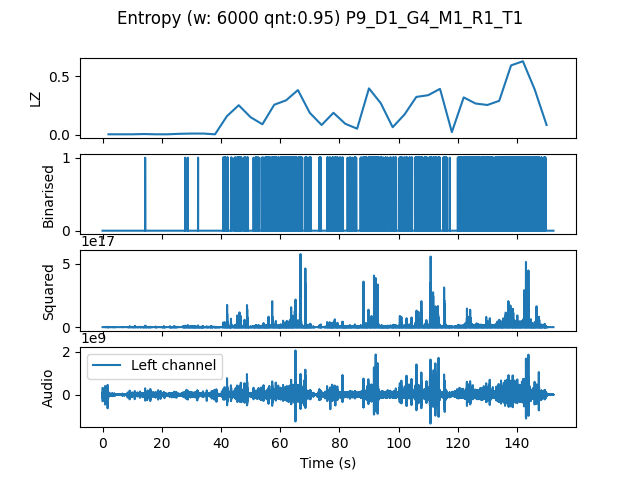 Entropy (w: 6000 qnt:0.95) P9_D1_G4_M1_R1_T1
0.5
0.0
LZ
1
0
Binarised
1e17
5
0
Squared
1e9
2
0
Audio
Left channel
0 20 40 60 80 100 120 140
Time (s)